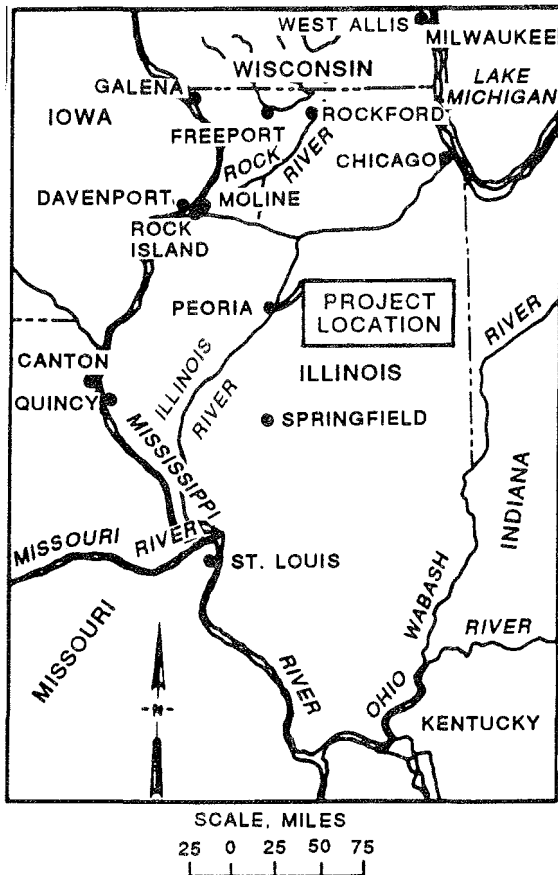 WEST ALLIS
MILWAUKEE
WISCONSIN
LAKE
MICHIGAN
GALENA
IOWA
FREEPORT
ROCKFORD
ROCK
RIVER
CHICAGO
DAVENPORT
MOLINE
ROCK
ISLAND
PEORIA
PROJECT
LOCATION
RIVER
CANTON
ILLINOIS
RIVER
ILLINOIS
QUINCY
SPRINGFIELD
MISSISSIPPI
INDIANA
MISSOURI RIVER
ST. LOUIS
WABASH
RIVER
MISSOURI
N
RIVER
OHIO
KENTUCKY
SCALE, MILES
25 0 25 50 75